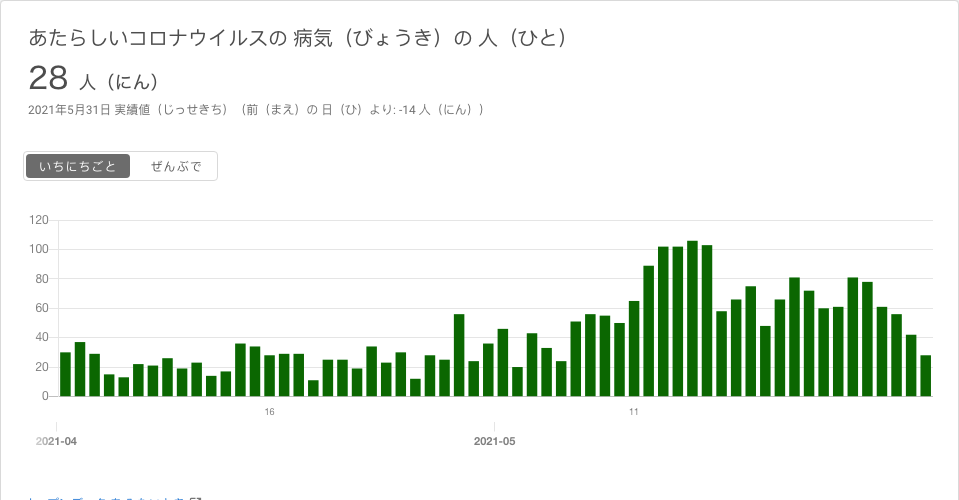 あたらしいコロナウイルスの 病気（びょうき）の 人（ひと）
28 人（にん）
2021年5月31日 実績値（じっせきち）（前（まえ）の 日（ひ）より: -14 人（にん））
いちにちごと ぜんぶで
120
100
80
60
40
20
0
16 11
2021-04 2021-05